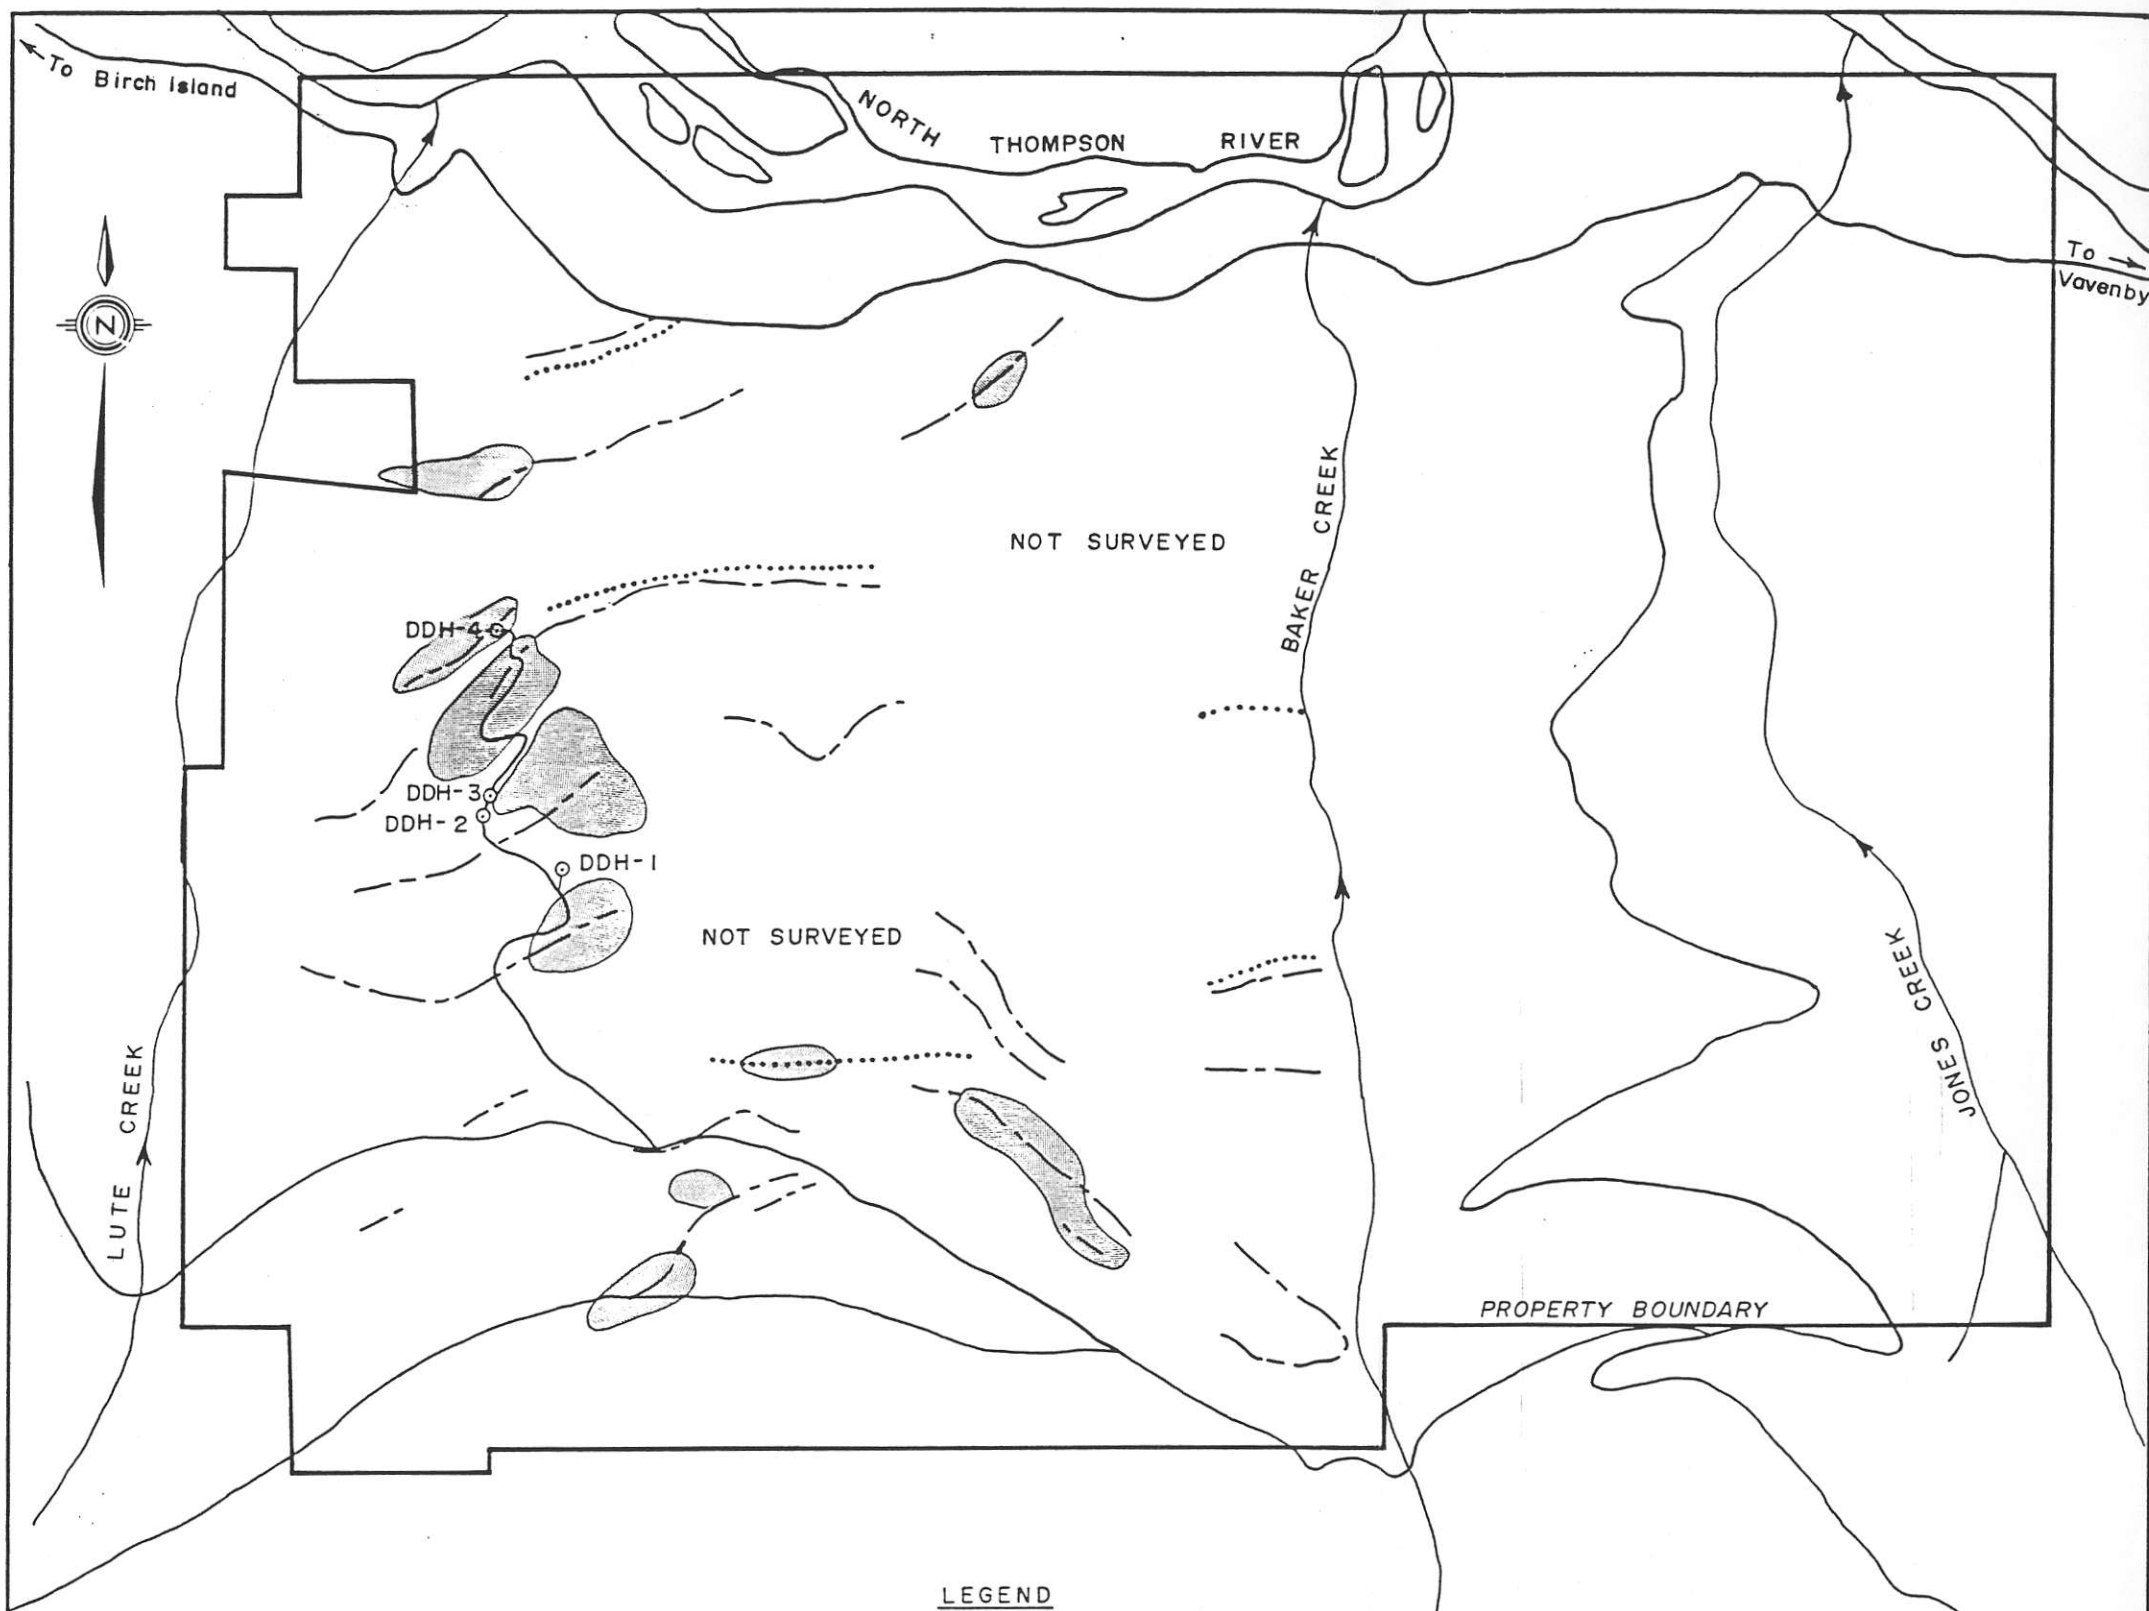 To Birch Island
NORTH THOMPSON RIVER
To
Vavenby
N
BAKER CREEK
NOT SURVEYED
DDH-4
DDH-3
DDH-2
DDH-1
NOT SURVEYED
JONES CREEK
LUTE CREEK
PROPERTY BOUNDARY
LEGEND